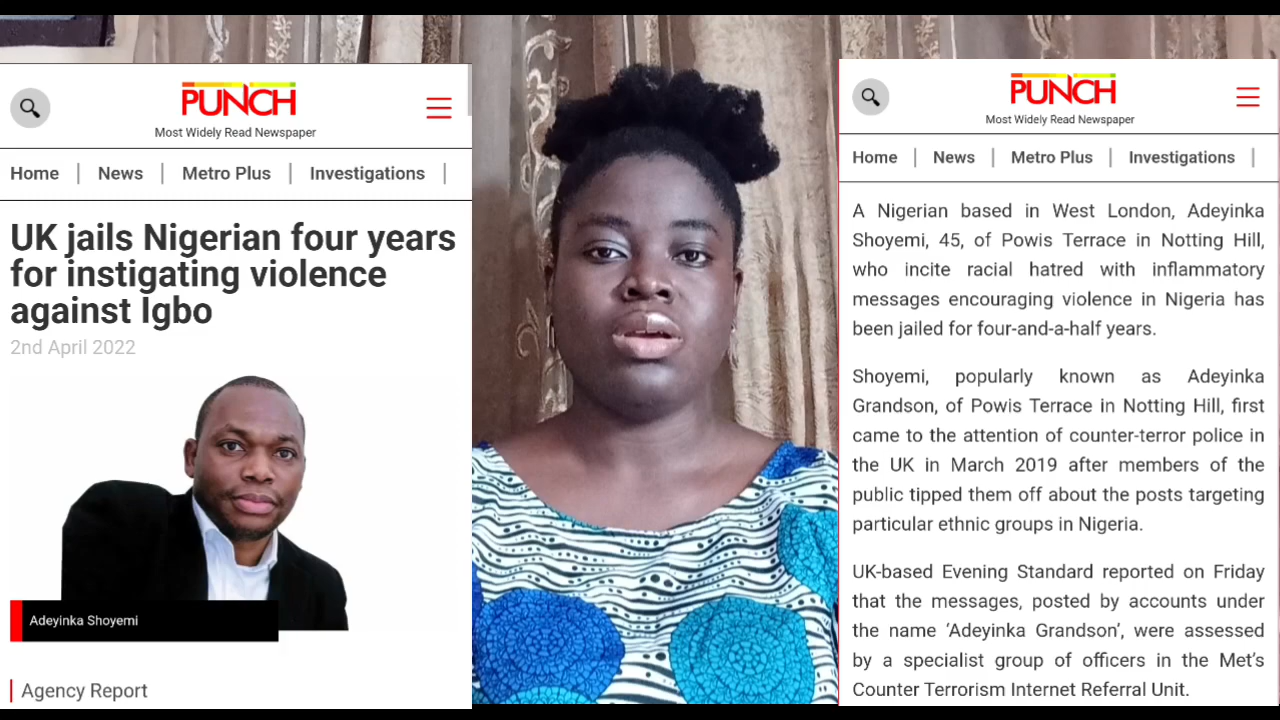 PUNCH
Most Widely Read Newspaper
Home | News | Metro Plus | Investigations |
UK jails Nigerian four years
for instigating violence
against Igbo
2nd April 2022
Adeyinka Shoyemi
Agency Report
PUNCH
Most Widely Read Newspaper
Home | News | Metro Plus | Investigations |
A Nigerian based in West London, Adeyinka
Shoyemi, 45, of Powis Terrace in Notting Hill,
who incite racial hatred with inflammatory
messages encouraging violence in Nigeria has
been jailed for four-and-a-half years.
Shoyemi, popularly known as Adeyinka
Grandson, of Powis Terrace in Notting Hill, first
came to the attention of counter-terror police in
the UK in March 2019 after members of the
public tipped them off about the posts targeting
particular ethnic groups in Nigeria.
UK-based Evening Standard reported on Friday
that the messages, posted by accounts under
the name ‘Adeyinka Grandson’, were assessed
by a specialist group of officers in the Met’s
Counter Terrorism Internet Referral Unit.